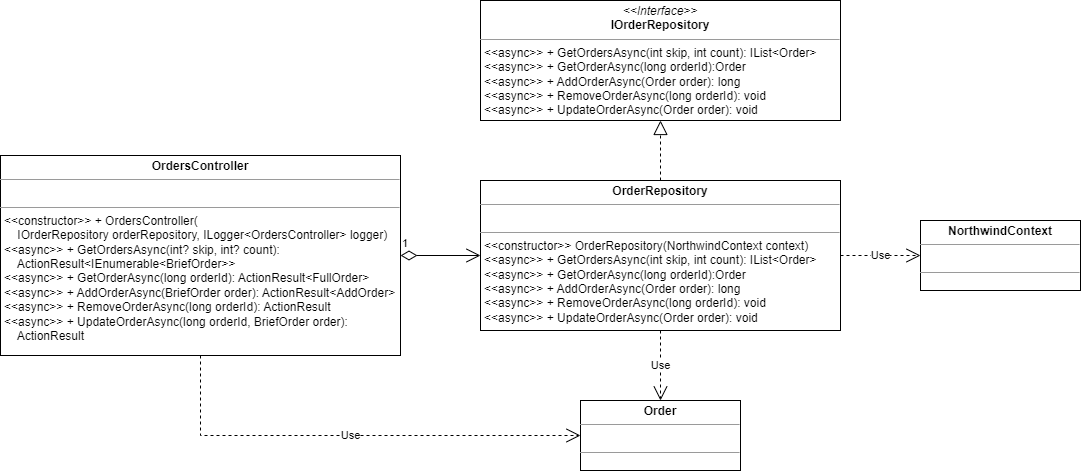 <<Interface>>
IOrderRepository
<<async>> + GetOrdersAsync(int skip, int count): IList<Order>
<<async>> + GetOrderAsync(long orderId):Order
<<async>> + AddOrderAsync(Order order): long
<<async>> + RemoveOrderAsync(long orderId): void
<<async>> + UpdateOrderAsync(Order order): void
OrdersController
<<constructor>> + OrdersController(
IOrderRepository orderRepository, ILogger<OrdersController> logger)
<<async>> + GetOrdersAsync(int? skip, int? count):
ActionResult<IEnumerable<BriefOrder>>
<<async>> + GetOrderAsync(long orderId): ActionResult<FullOrder>
<<async>> + AddOrderAsync(BriefOrder order): ActionResult<AddOrder>
<<async>> + RemoveOrderAsync(long orderId): ActionResult
<<async>> + UpdateOrderAsync(long orderId, BriefOrder order):
ActionResult
1
OrderRepository
<<constructor>> OrderRepository(NorthwindContext context)
<<async>> + GetOrdersAsync(int skip, int count): IList<Order>
<<async>> + GetOrderAsync(long orderId):Order
<<async>> + AddOrderAsync(Order order): long
<<async>> + RemoveOrderAsync(long orderId): void
<<async>> + UpdateOrderAsync(Order order): void
Use
NorthwindContext
Use
Use
Order